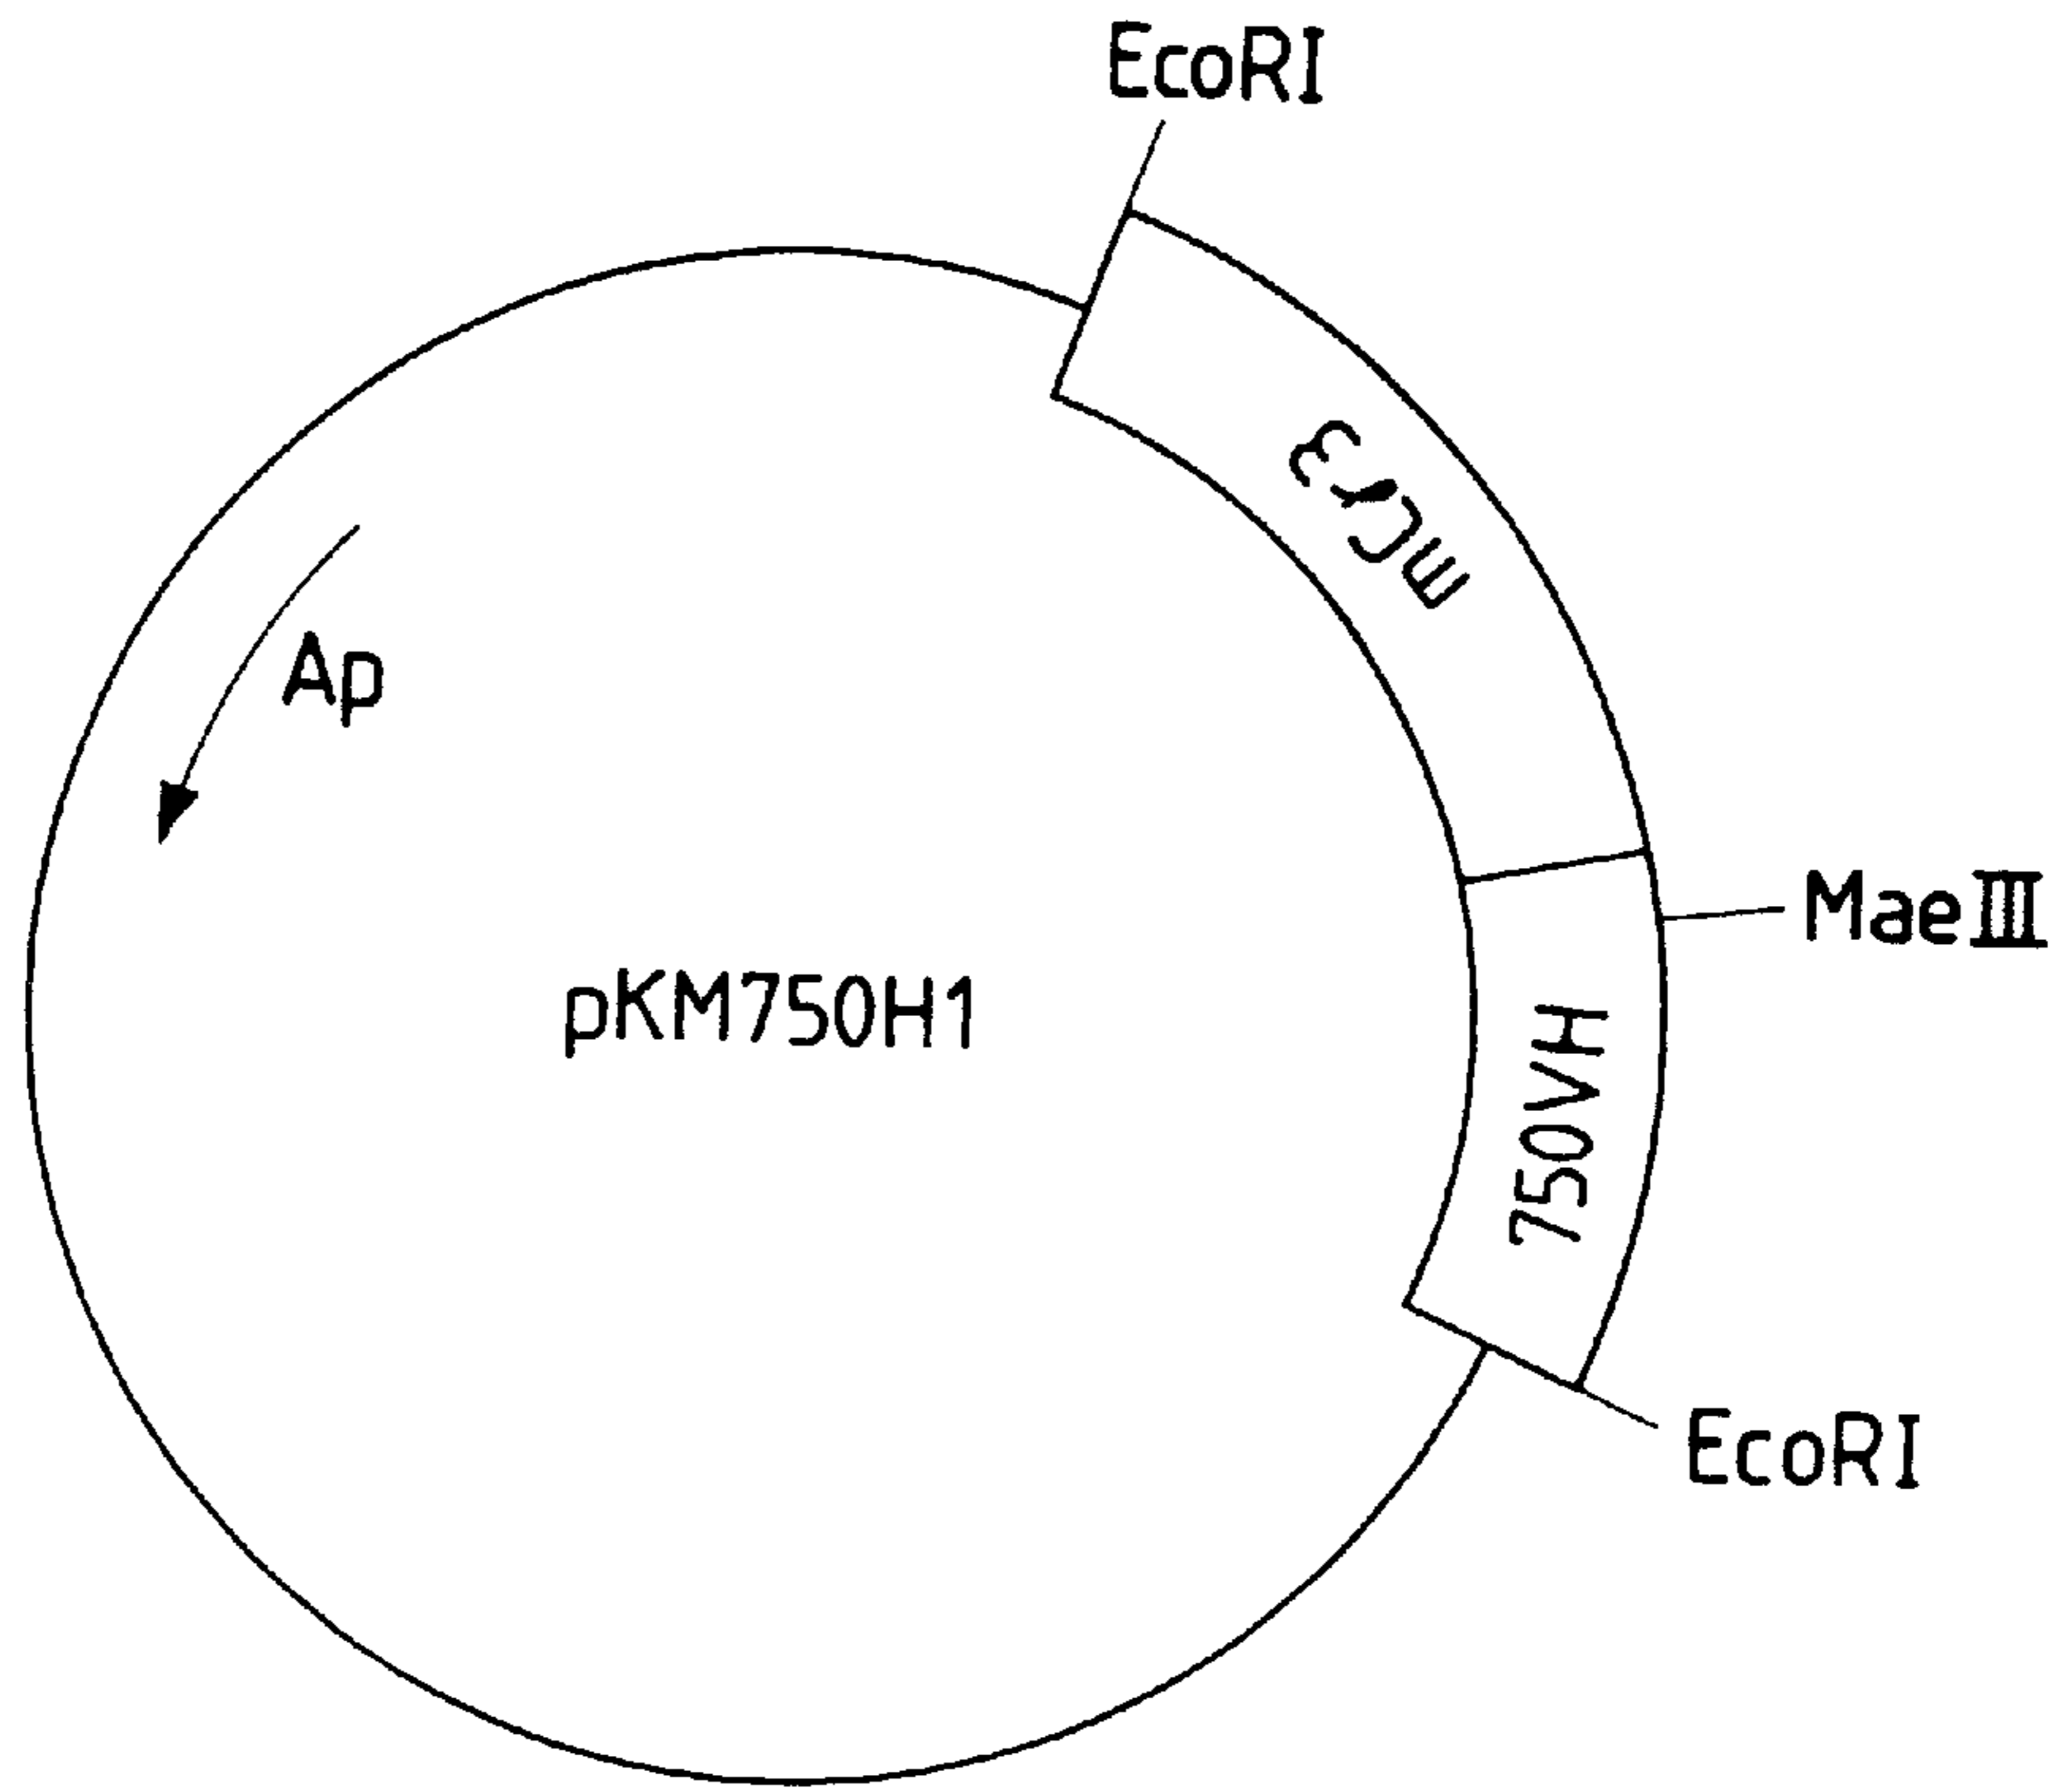 EcoRI
mCγ3
Ap
MaeIII
pKM750H1
750VH
EcoRI